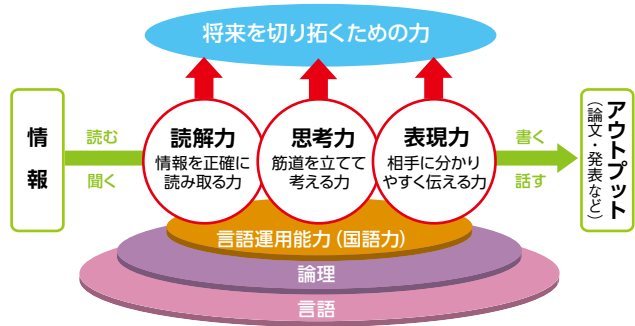 将来を切り拓くための力
情報
読む
聞く
読解力
情報を正確に
読み取る力
思考力
筋道を立てて
考える力
表現力
相手に分かり
やすく伝える力
書く
話す
アウトプット
(論文・発表など)
言語運用能力(国語力)
論理
言語